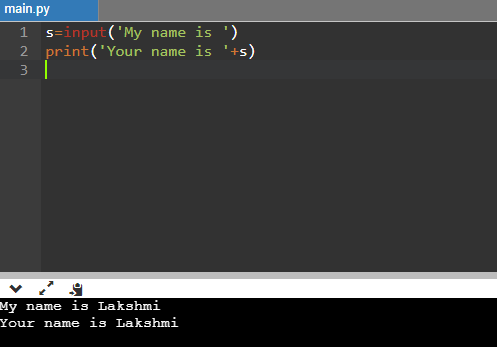 main.py
1 s=input('My name is ')
2 print('Your name is '+s)
3
My name is Lakshmi
Your name is Lakshmi